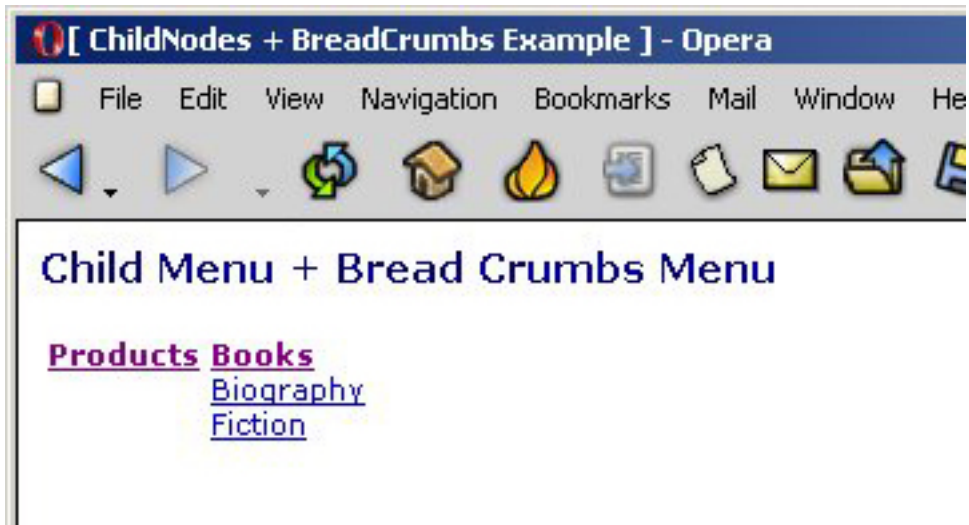 [ ChildNodes + BreadCrumbs Example ] - Opera
File Edit View Navigation Bookmarks Mail Window
Child Menu + Bread Crumbs Menu
Products Books
Biography
Fiction